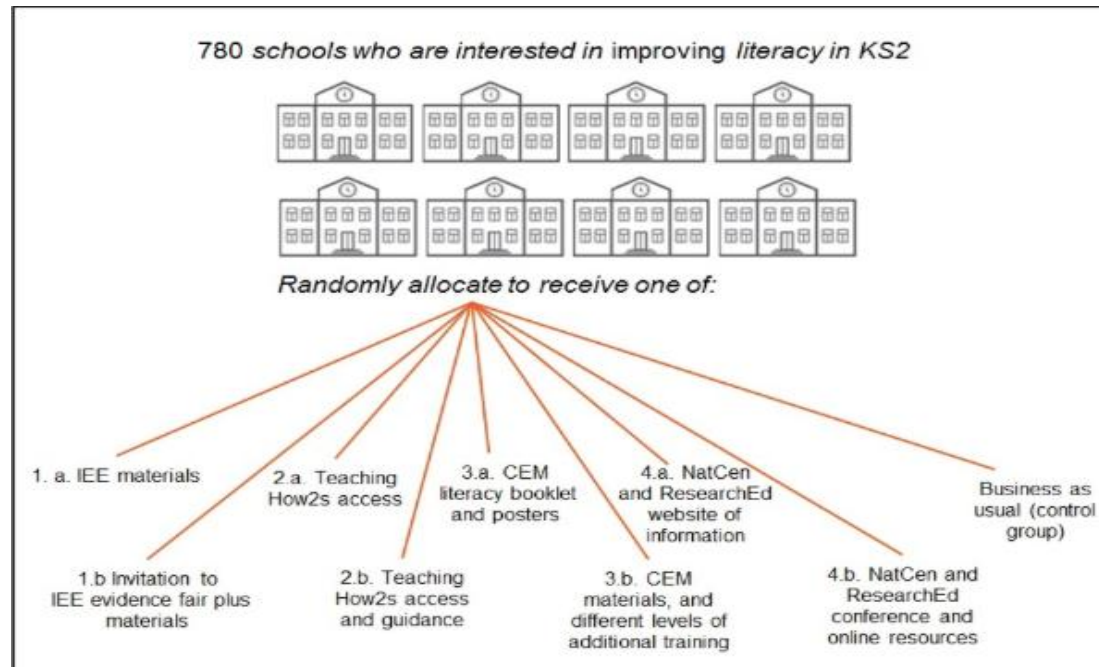 780 schools who are interested in improving literacy in KS2
Randomly allocate to receive one of:
1. a. IEE materials
2.a. Teaching
How2s access
3.a. CEM
literacy booklet
and posters
4.a. NatCen
and ResearchEd
website of
information
Business as
usual (control
group)
1.b Invitation to
IEE evidence fair plus
materials
2.b. Teaching
How2s access
and guidance
3.b. CEM
materials, and
different levels of
additional training
4.b. NatCen and
ResearchEd
conference and
online resources